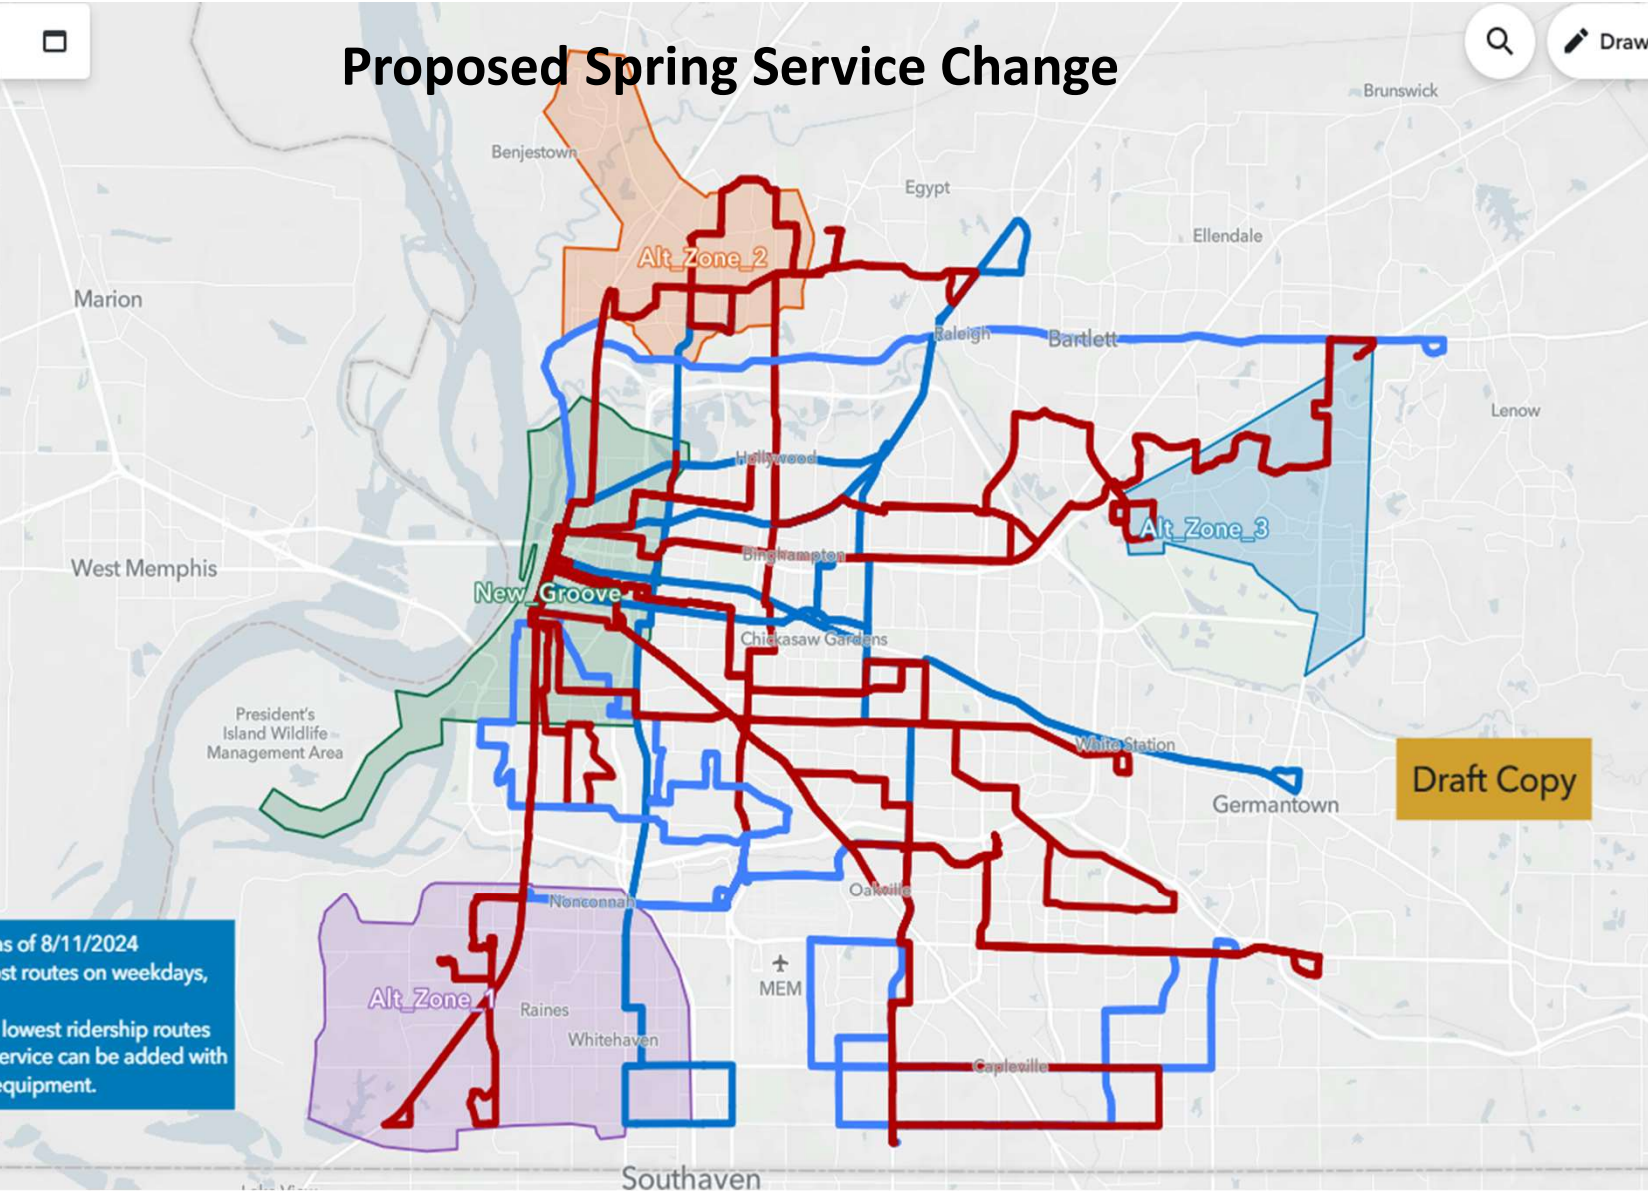 Draw
Proposed Spring Service Change
Brunswick
Benjestown
Egypt
Ellendale
Alt_Zone_2
Marion
Raleigh
Bartlett
Lenow
Hollywood
Alt_Zone_3
Binghampton
West Memphis
New_Groove
Chickasaw Gardens
President's
Island Wildlife
Management Area
White Station
Draft Copy
Germantown
Oakville
Nonconnah
as of 8/11/2024
st routes on weekdays,
lowest ridership routes
ervice can be added with
equipment.
MEM
Alt_Zone_1
Raines
Whitehaven
Capleville
Southaven